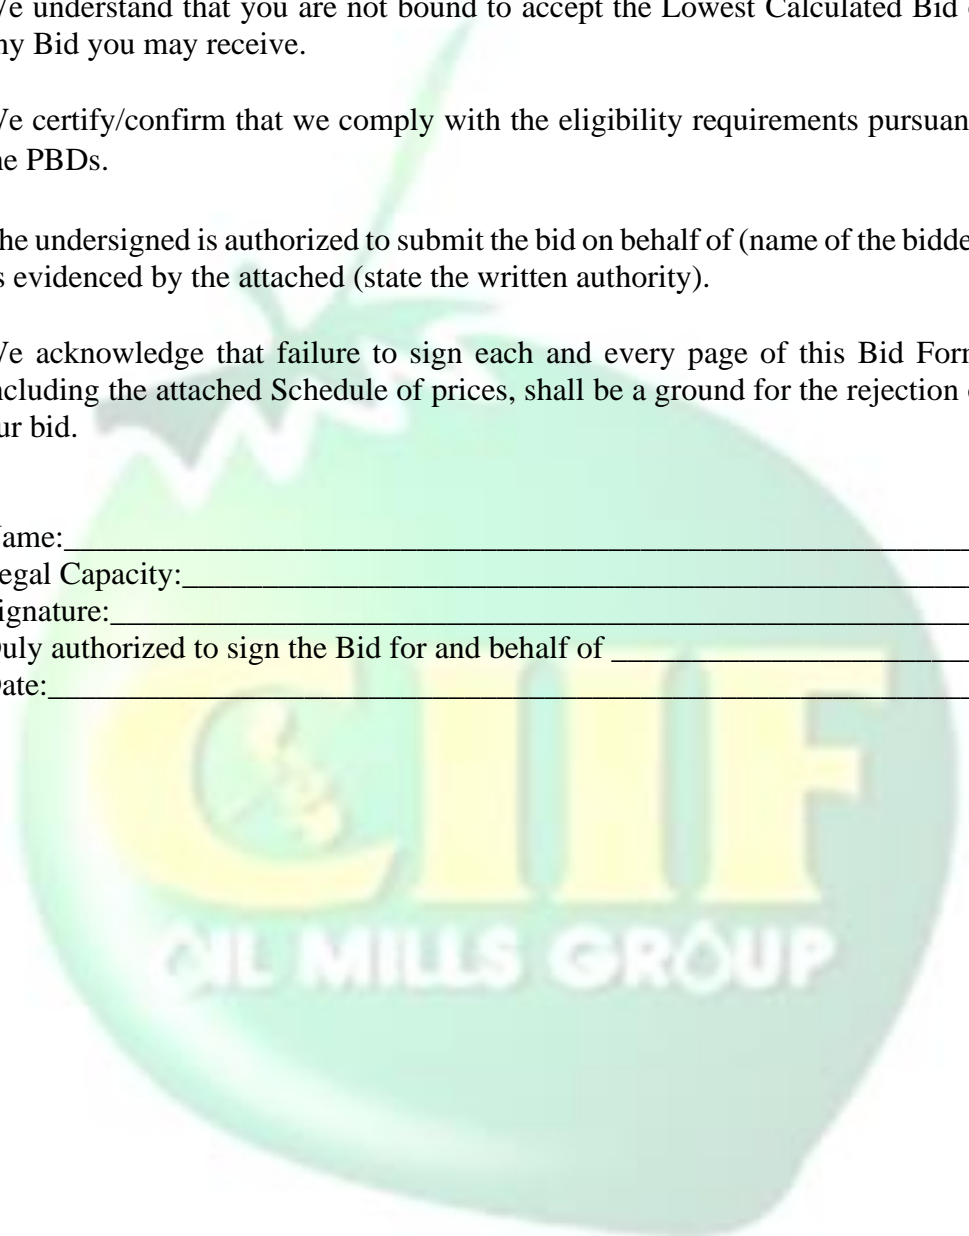 e understand that you are not bound to accept the Lowest Calculated Bid
ny Bid you may receive.
e certify/confirm that we comply with the eligibility requirements pursuan
he PBDs.
he undersigned is authorized to submit the bid on behalf of (name of the bidde
s evidenced by the attached (state the written authority).
e acknowledge that failure to sign each and every page of this Bid Form
ncluding the attached Schedule of prices, shall be a ground for the rejection
ur bid.
ame:
egal Capacity:
ignature:
uly authorized to sign the Bid for and behalf of
ate:
CIIF
OIL MILLS GROUP